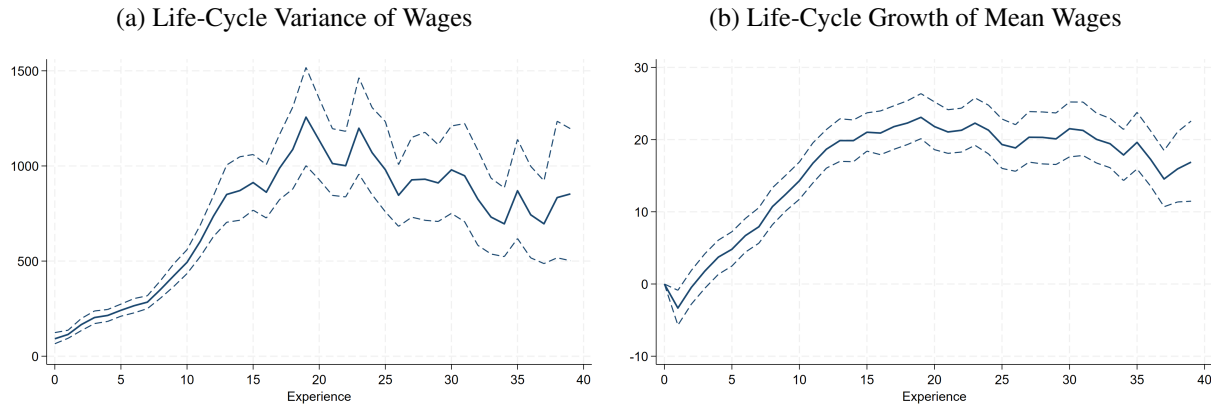 (a) Life-Cycle Variance of Wages
1500
1000
500
0
0 5 10 15 20 25 30 35 40
Experience
(b) Life-Cycle Growth of Mean Wages
30
20
10
0
-10
0 5 10 15 20 25 30 35 40
Experience